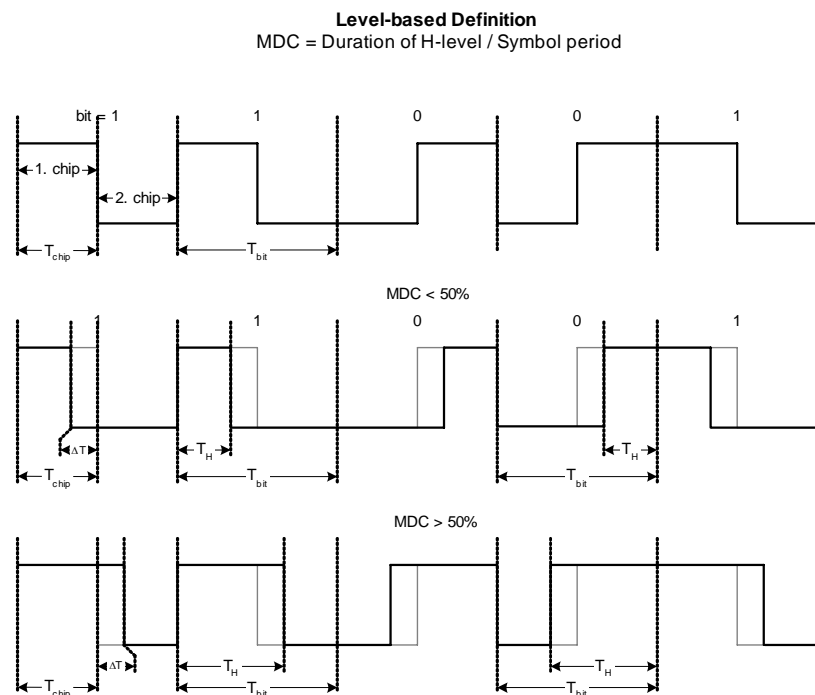 Level-based Definition
MDC = Duration of H-level / Symbol period
bit = 1 1 0 0 1
1. chip
2. chip
Tchip Tbit
MDC < 50%
1 1 0 0 1
ΔT TH TH
Tchip Tbit Tbit
MDC > 50%
ΔT TH TH
Tchip Tbit Tbit